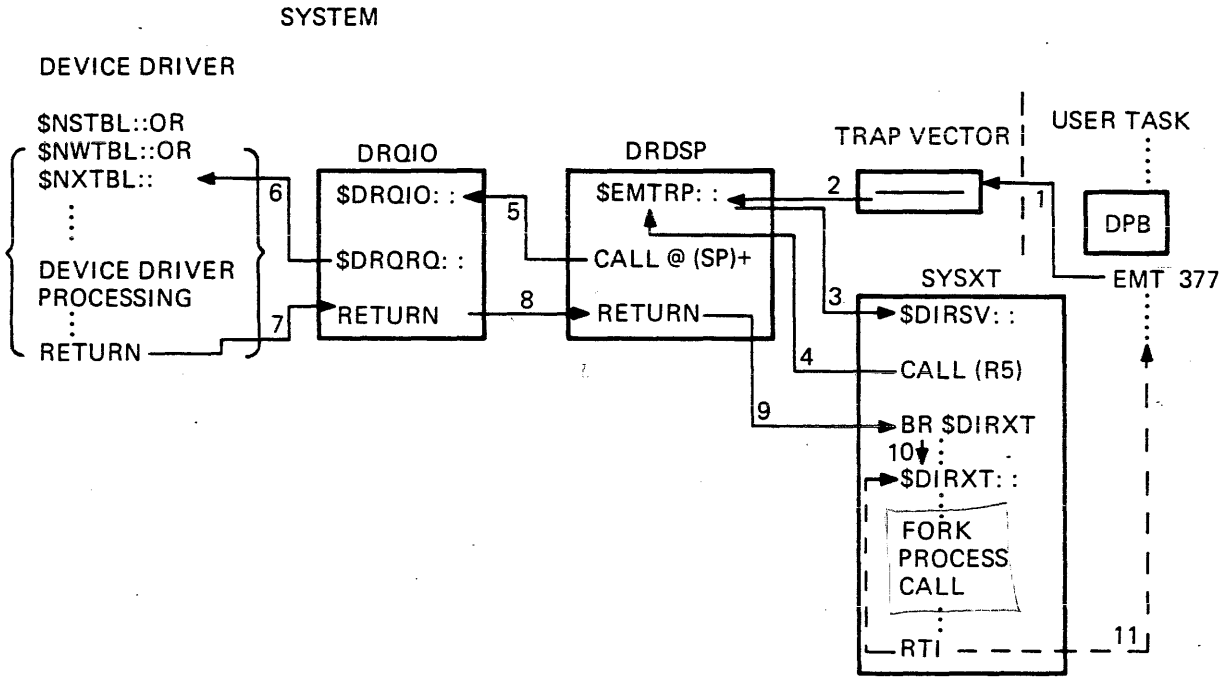 SYSTEM
DEVICE DRIVER
$NSTBL::OR
$NWTBL::OR
$NXTBL::
DEVICE DRIVER
PROCESSING
RETURN
6
7
DRQIO
$DRQIO: :
$DRQRQ: :
RETURN
5
8
DRDSP
$EMTRP: :
CALL @ (SP)+
RETURN
TRAP VECTOR
2
3
4
9
USER TASK
1
DPB
EMT 377
SYSXT
$DIRSV: :
CALL (R5)
BR $DIRXT
10
$DIRXT: :
FORK
PROCESS
CALL
RTI
11